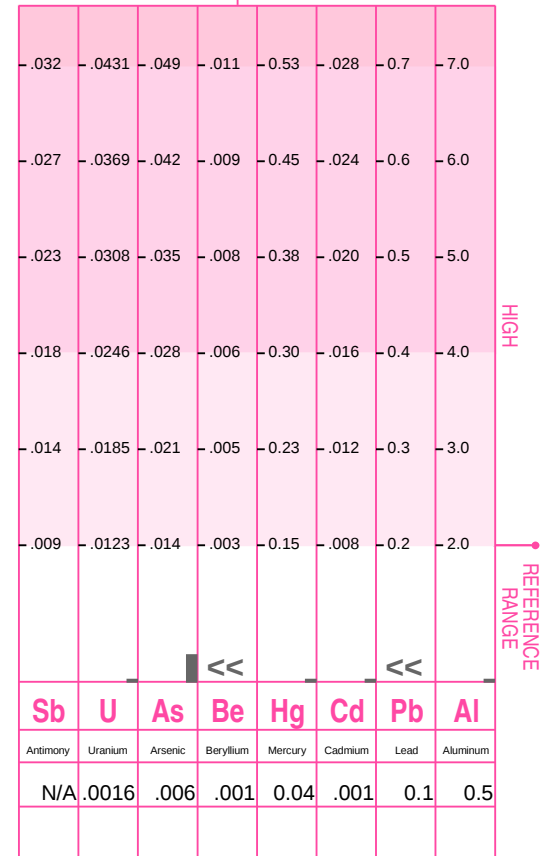 .032 .0431 .049 .011 0.53 .028 0.7 7.0
.027 .0369 .042 .009 0.45 .024 0.6 6.0
.023 .0308 .035 .008 0.38 .020 0.5 5.0
HIGH
.018 .0246 .028 .006 0.30 .016 0.4 4.0
.014 .0185 .021 .005 0.23 .012 0.3 3.0
.009 .0123 .014 .003 0.15 .008 0.2 2.0
REFERENCE
RANGE
<< <<
Sb U As Be Hg Cd Pb Al
Antimony Uranium Arsenic Beryllium Mercury Cadmium Lead Aluminum
N/A .0016 .006 .001 0.04 .001 0.1 0.5